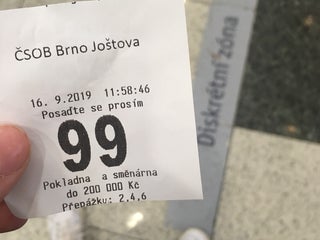 ČSOB Brno Joštova
16. 9.2019 11:58:46
Posaďte se prosím
99
Pokladna a směnárna
do 200 000 Kč
Přepážku: 2,4,6
Diskrétní zóna